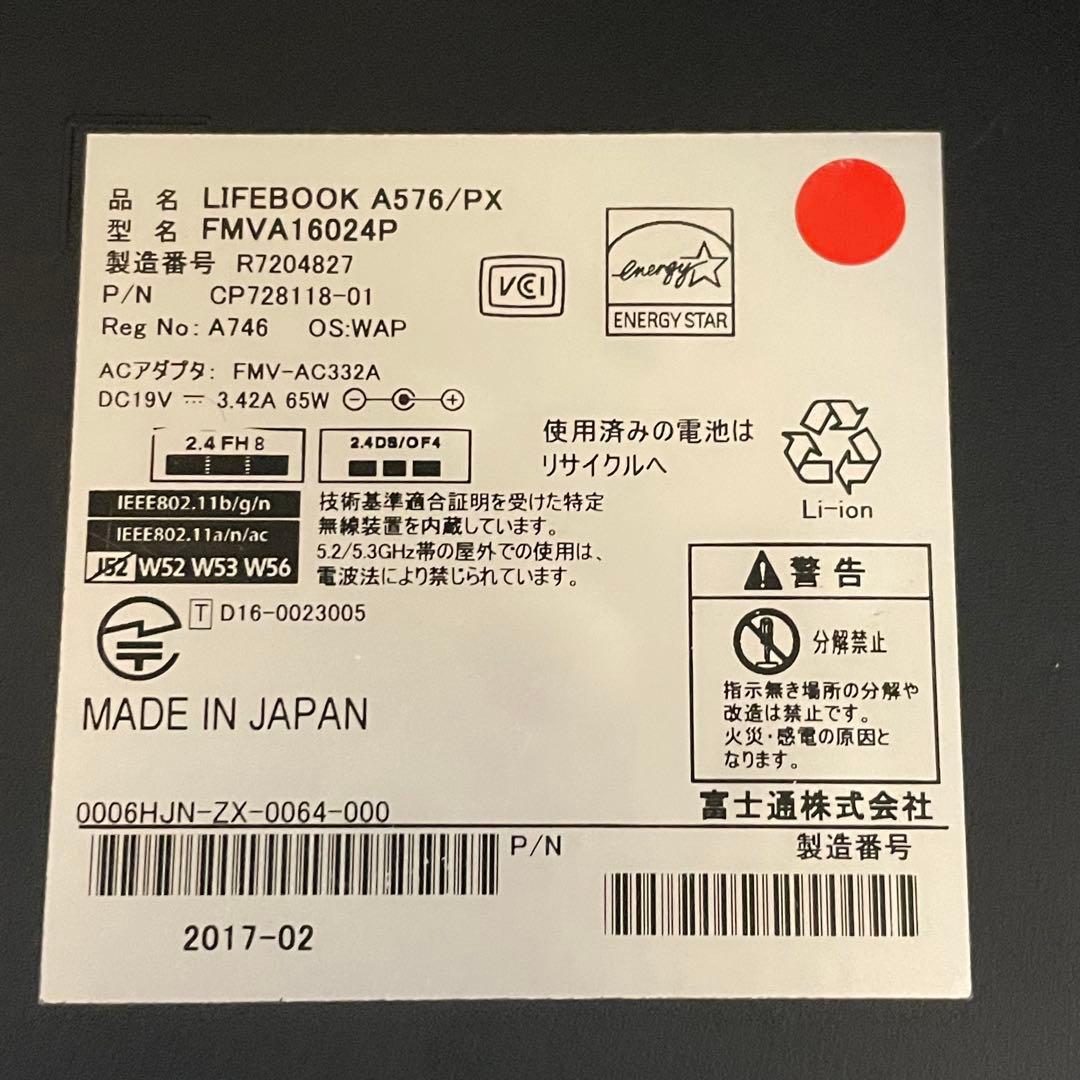 品名 LIFEBOOK A576/PX
型名 FMVA16024P
製造番号 R7204827
P/N CP728118-01
Reg No: A746 OS:WAP
VCI
energy
ENERGY STAR
ACアダプタ: FMV-AC332A
DC19V ⎓ 3.42A 65W
2.4FH8
2.4DS/OF4
使用済みの電池は
リサイクルへ
Li-ion
IEEE802.11b/g/n
IEEE802.11a/n/ac
J52 W52 W53 W56
技術基準適合証明を受けた特定
無線装置を内蔵しています。
5.2/5.3GHz帯の屋外での使用は、
電波法により禁じられています。
T D16-0023005
MADE IN JAPAN
警告
分解禁止
指示無き場所の分解や
改造は禁止です。
火災・感電の原因と
なります。
富士通株式会社
0006HJN-ZX-0064-000
P/N
製造番号
2017-02